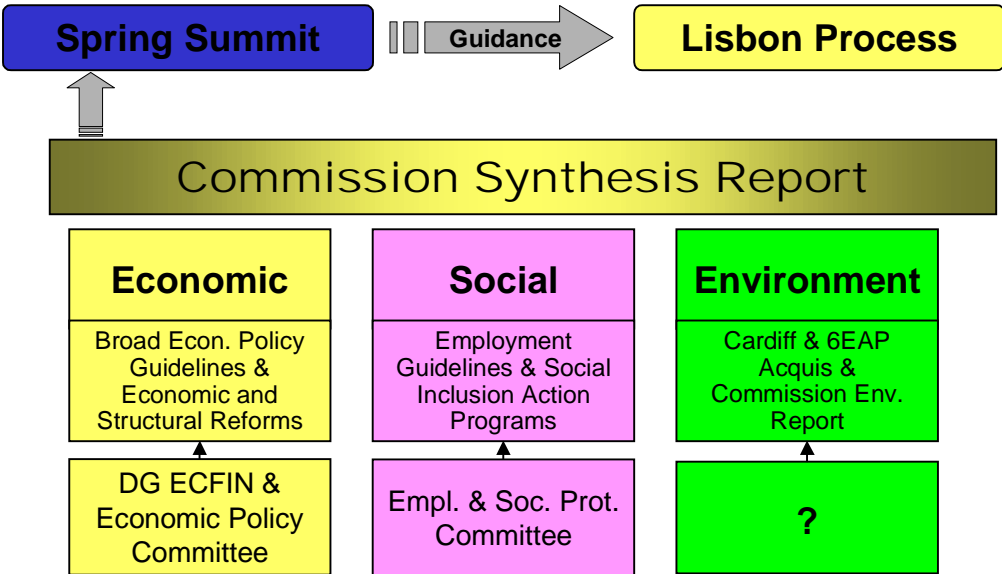 Spring Summit
Guidance
Lisbon Process
Commission Synthesis Report
Economic
Broad Econ. Policy
Guidelines &
Economic and
Structural Reforms
DG ECFIN &
Economic Policy
Committee
Social
Employment
Guidelines & Social
Inclusion Action
Programs
Empl. & Soc. Prot.
Committee
Environment
Cardiff & 6EAP
Acquis &
Commission Env.
Report
?